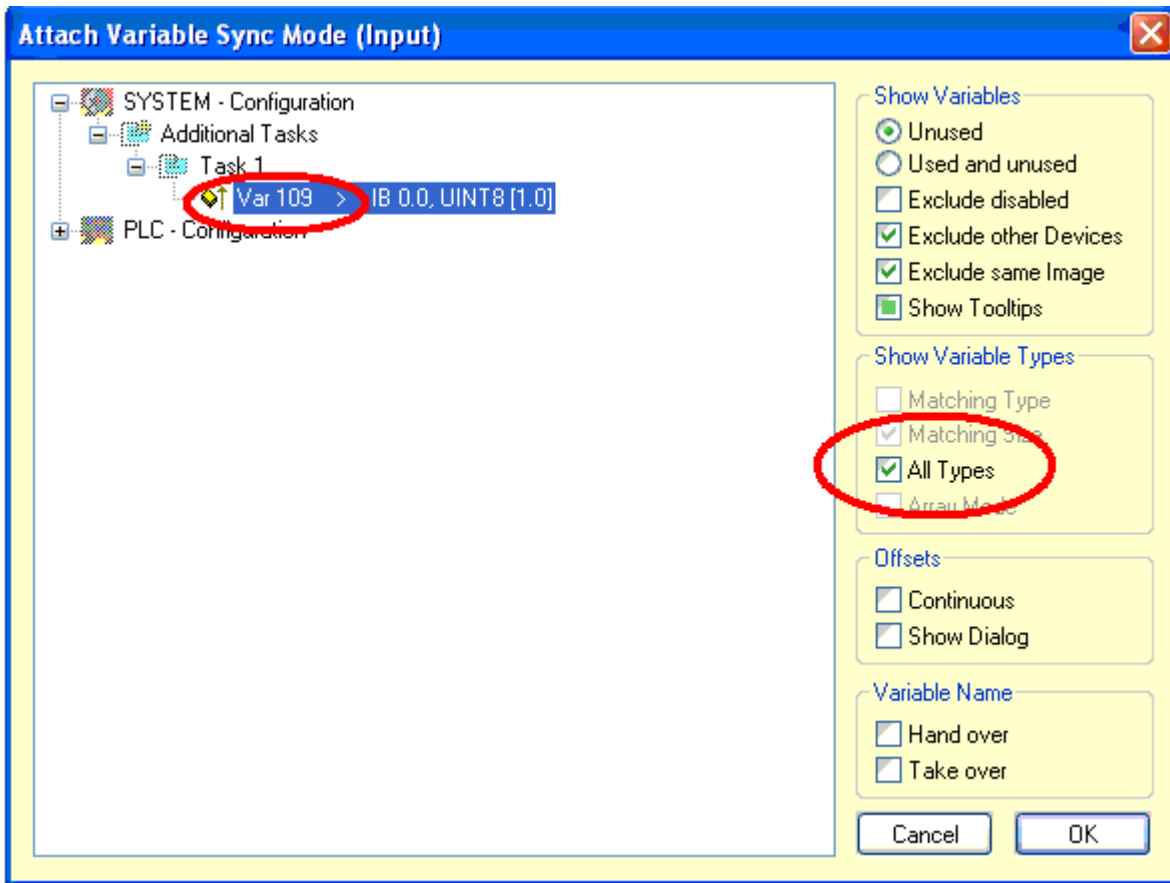 Attach Variable Sync Mode (Input)
SYSTEM - Configuration
Additional Tasks
Task 1
Var 109 > IB 0.0, UINT8 [1.0]
PLC - Configuration
Show Variables
Unused
Used and unused
Exclude disabled
Exclude other Devices
Exclude same Image
Show Tooltips
Show Variable Types
Matching Type
Matching Size
All Types
Array Mode
Offsets
Continuous
Show Dialog
Variable Name
Hand over
Take over
Cancel
OK